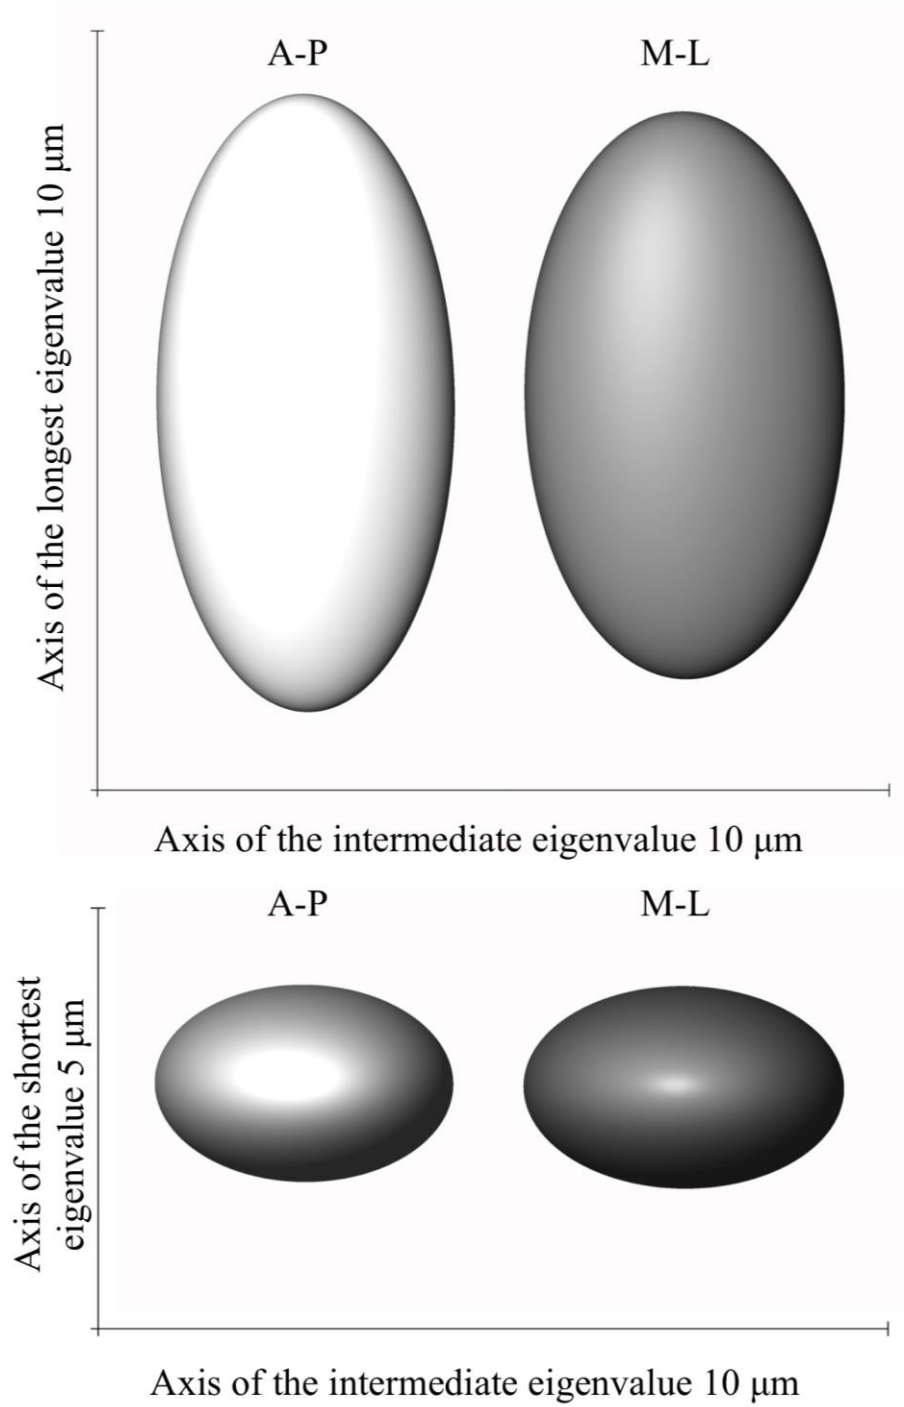 A-P
M-L
Axis of the longest eigenvalue 10 μm
Axis of the intermediate eigenvalue 10 μm
A-P
M-L
Axis of the shortest
eigenvalue 5 μm
Axis of the intermediate eigenvalue 10 μm